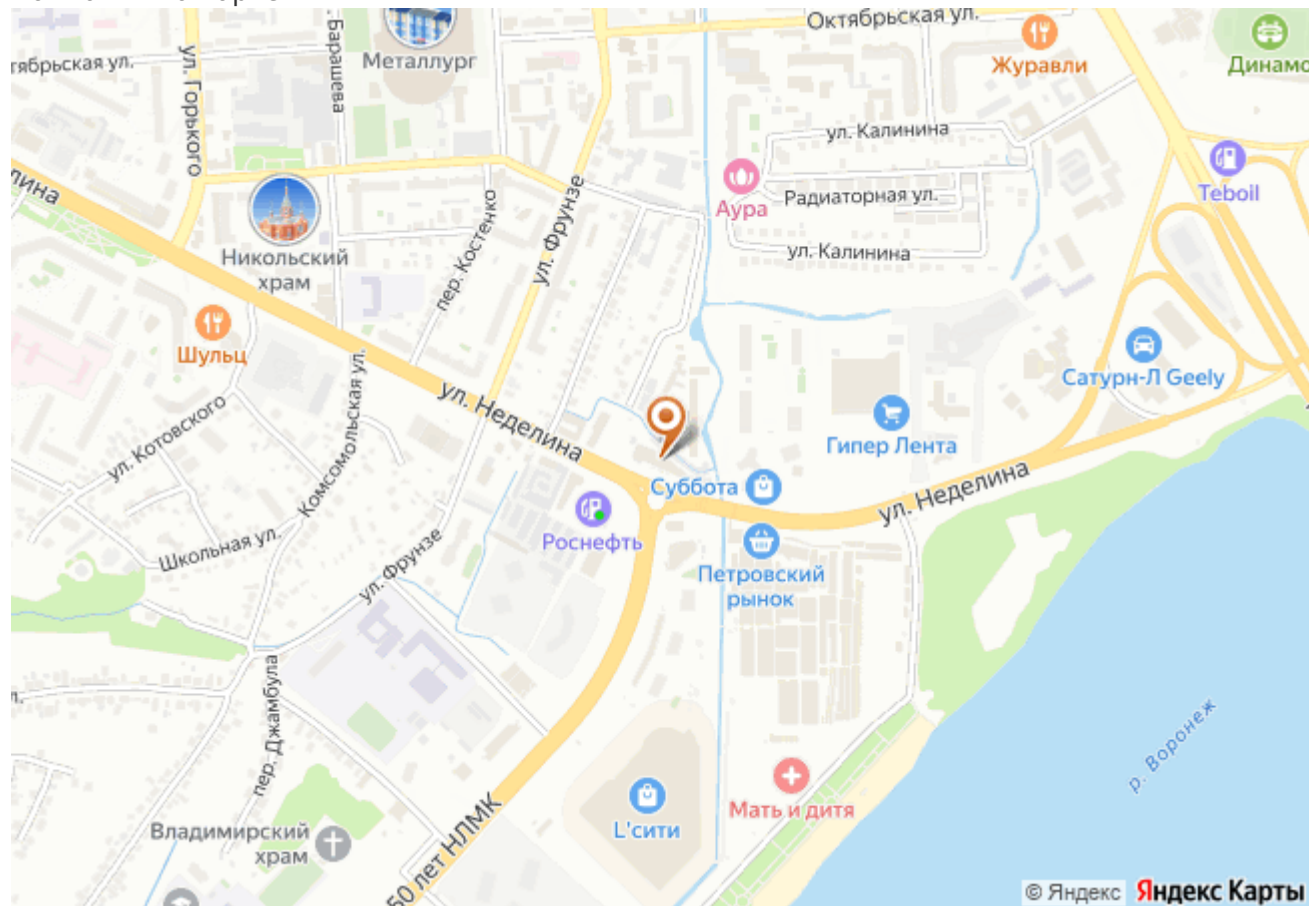 Октябрьская ул.
Журавли
Динамо
Металлург
ул. Горького
Барашева
ул. Калинина
Teboil
Аура
Радиаторная ул.
ул. Калинина
пер. Костенко
ул. Фрунзе
Никольский
храм
Шульц
Сатурн-Л Geely
ул. Неделина
ул. Котовского
Комсомольская ул.
Гипер Лента
Суббота
ул. Неделина
Роснефть
Школьная ул.
ул. Фрунзе
Петровский
рынок
пер. Джамбула
р. Воронеж
Мать и дитя
L'сити
Владимирский
храм
50 лет НЛМК
© Яндекс Яндекс Карты